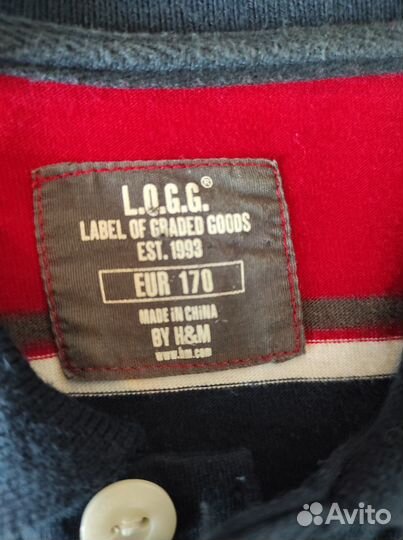 L.O.G.G.®
LABEL OF GRADED GOODS
EST. 1993
EUR 170
MADE IN CHINA
BY H&M
www.hm.com
Avito